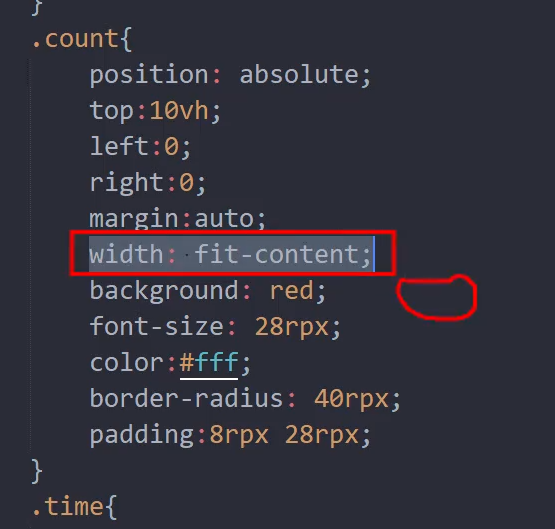 }
.count{
position: absolute;
top:10vh;
left:0;
right:0;
margin:auto;
width: fit-content;
background: red;
font-size: 28rpx;
color:#fff;
border-radius: 40rpx;
padding:8rpx 28rpx;
}
.time{